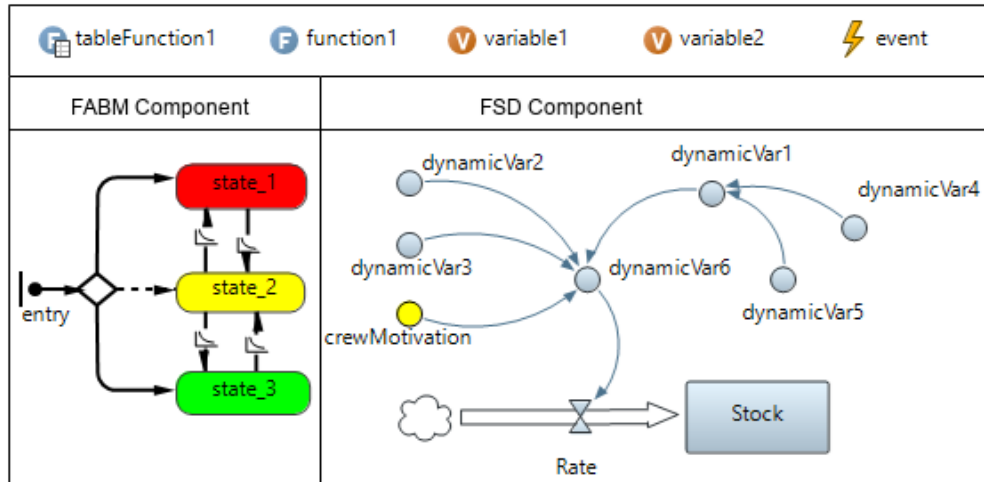 tableFunction1
function1
variable1
variable2
event
FABM Component
FSD Component
state_1
state_2
state_3
entry
dynamicVar2
dynamicVar1
dynamicVar4
dynamicVar3
dynamicVar6
dynamicVar5
crewMotivation
Stock
Rate